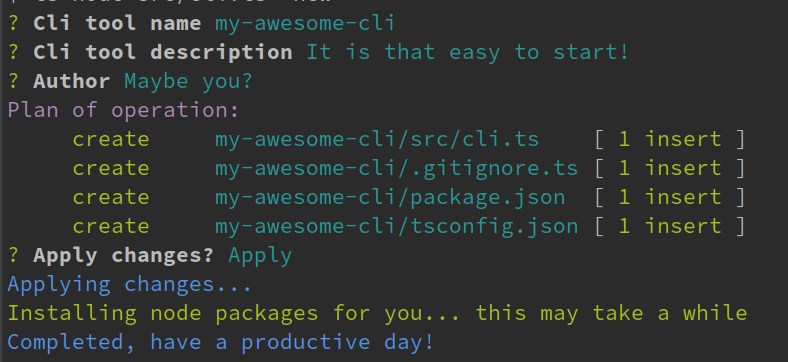 ? Cli tool name my-awesome-cli
? Cli tool description It is that easy to start!
? Author Maybe you?
Plan of operation:
create my-awesome-cli/src/cli.ts [ 1 insert ]
create my-awesome-cli/.gitignore.ts [ 1 insert ]
create my-awesome-cli/package.json [ 1 insert ]
create my-awesome-cli/tsconfig.json [ 1 insert ]
? Apply changes? Apply
Applying changes...
Installing node packages for you... this may take a while
Completed, have a productive day!